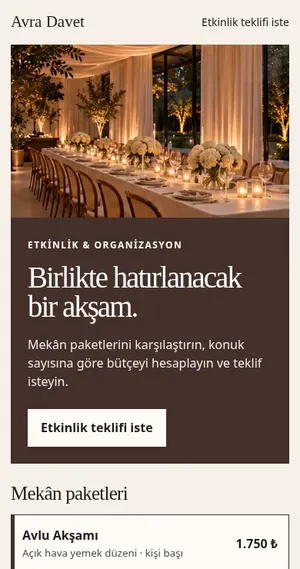 Avra Davet
Etkinlik teklifi iste
ETKİNLİK & ORGANİZASYON
Birlikte hatırlanacak
bir akşam.
Mekân paketlerini karşılaştırın, konuk
sayısına göre bütçeyi hesaplayın ve teklif
isteyin.
Etkinlik teklifi iste
Mekân paketleri
Avlu Akşamı
Açık hava yemek düzeni · kişi başı
1.750 ₺